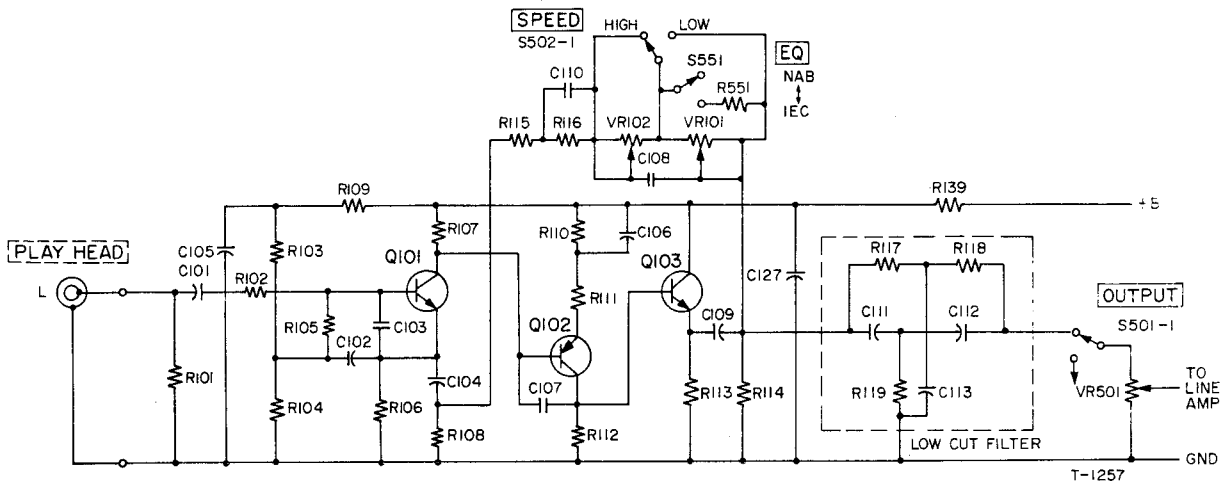 SPEED
S502-1
HIGH
LOW
EQ
NAB
IEC
S551
R551
C110
R115
R116
VR102
VR101
C108
R109
R139
+B
PLAY HEAD
L
C105
C101
R103
R102
R107
Q101
R110
C106
R111
Q103
C127
R105
C102
C103
Q102
C109
R101
R104
R106
C104
C107
R108
R112
R113
R114
R117
R118
C111
C112
R119
C113
LOW CUT FILTER
OUTPUT
S501-1
VR501
TO
LINE
AMP
GND
T-1257